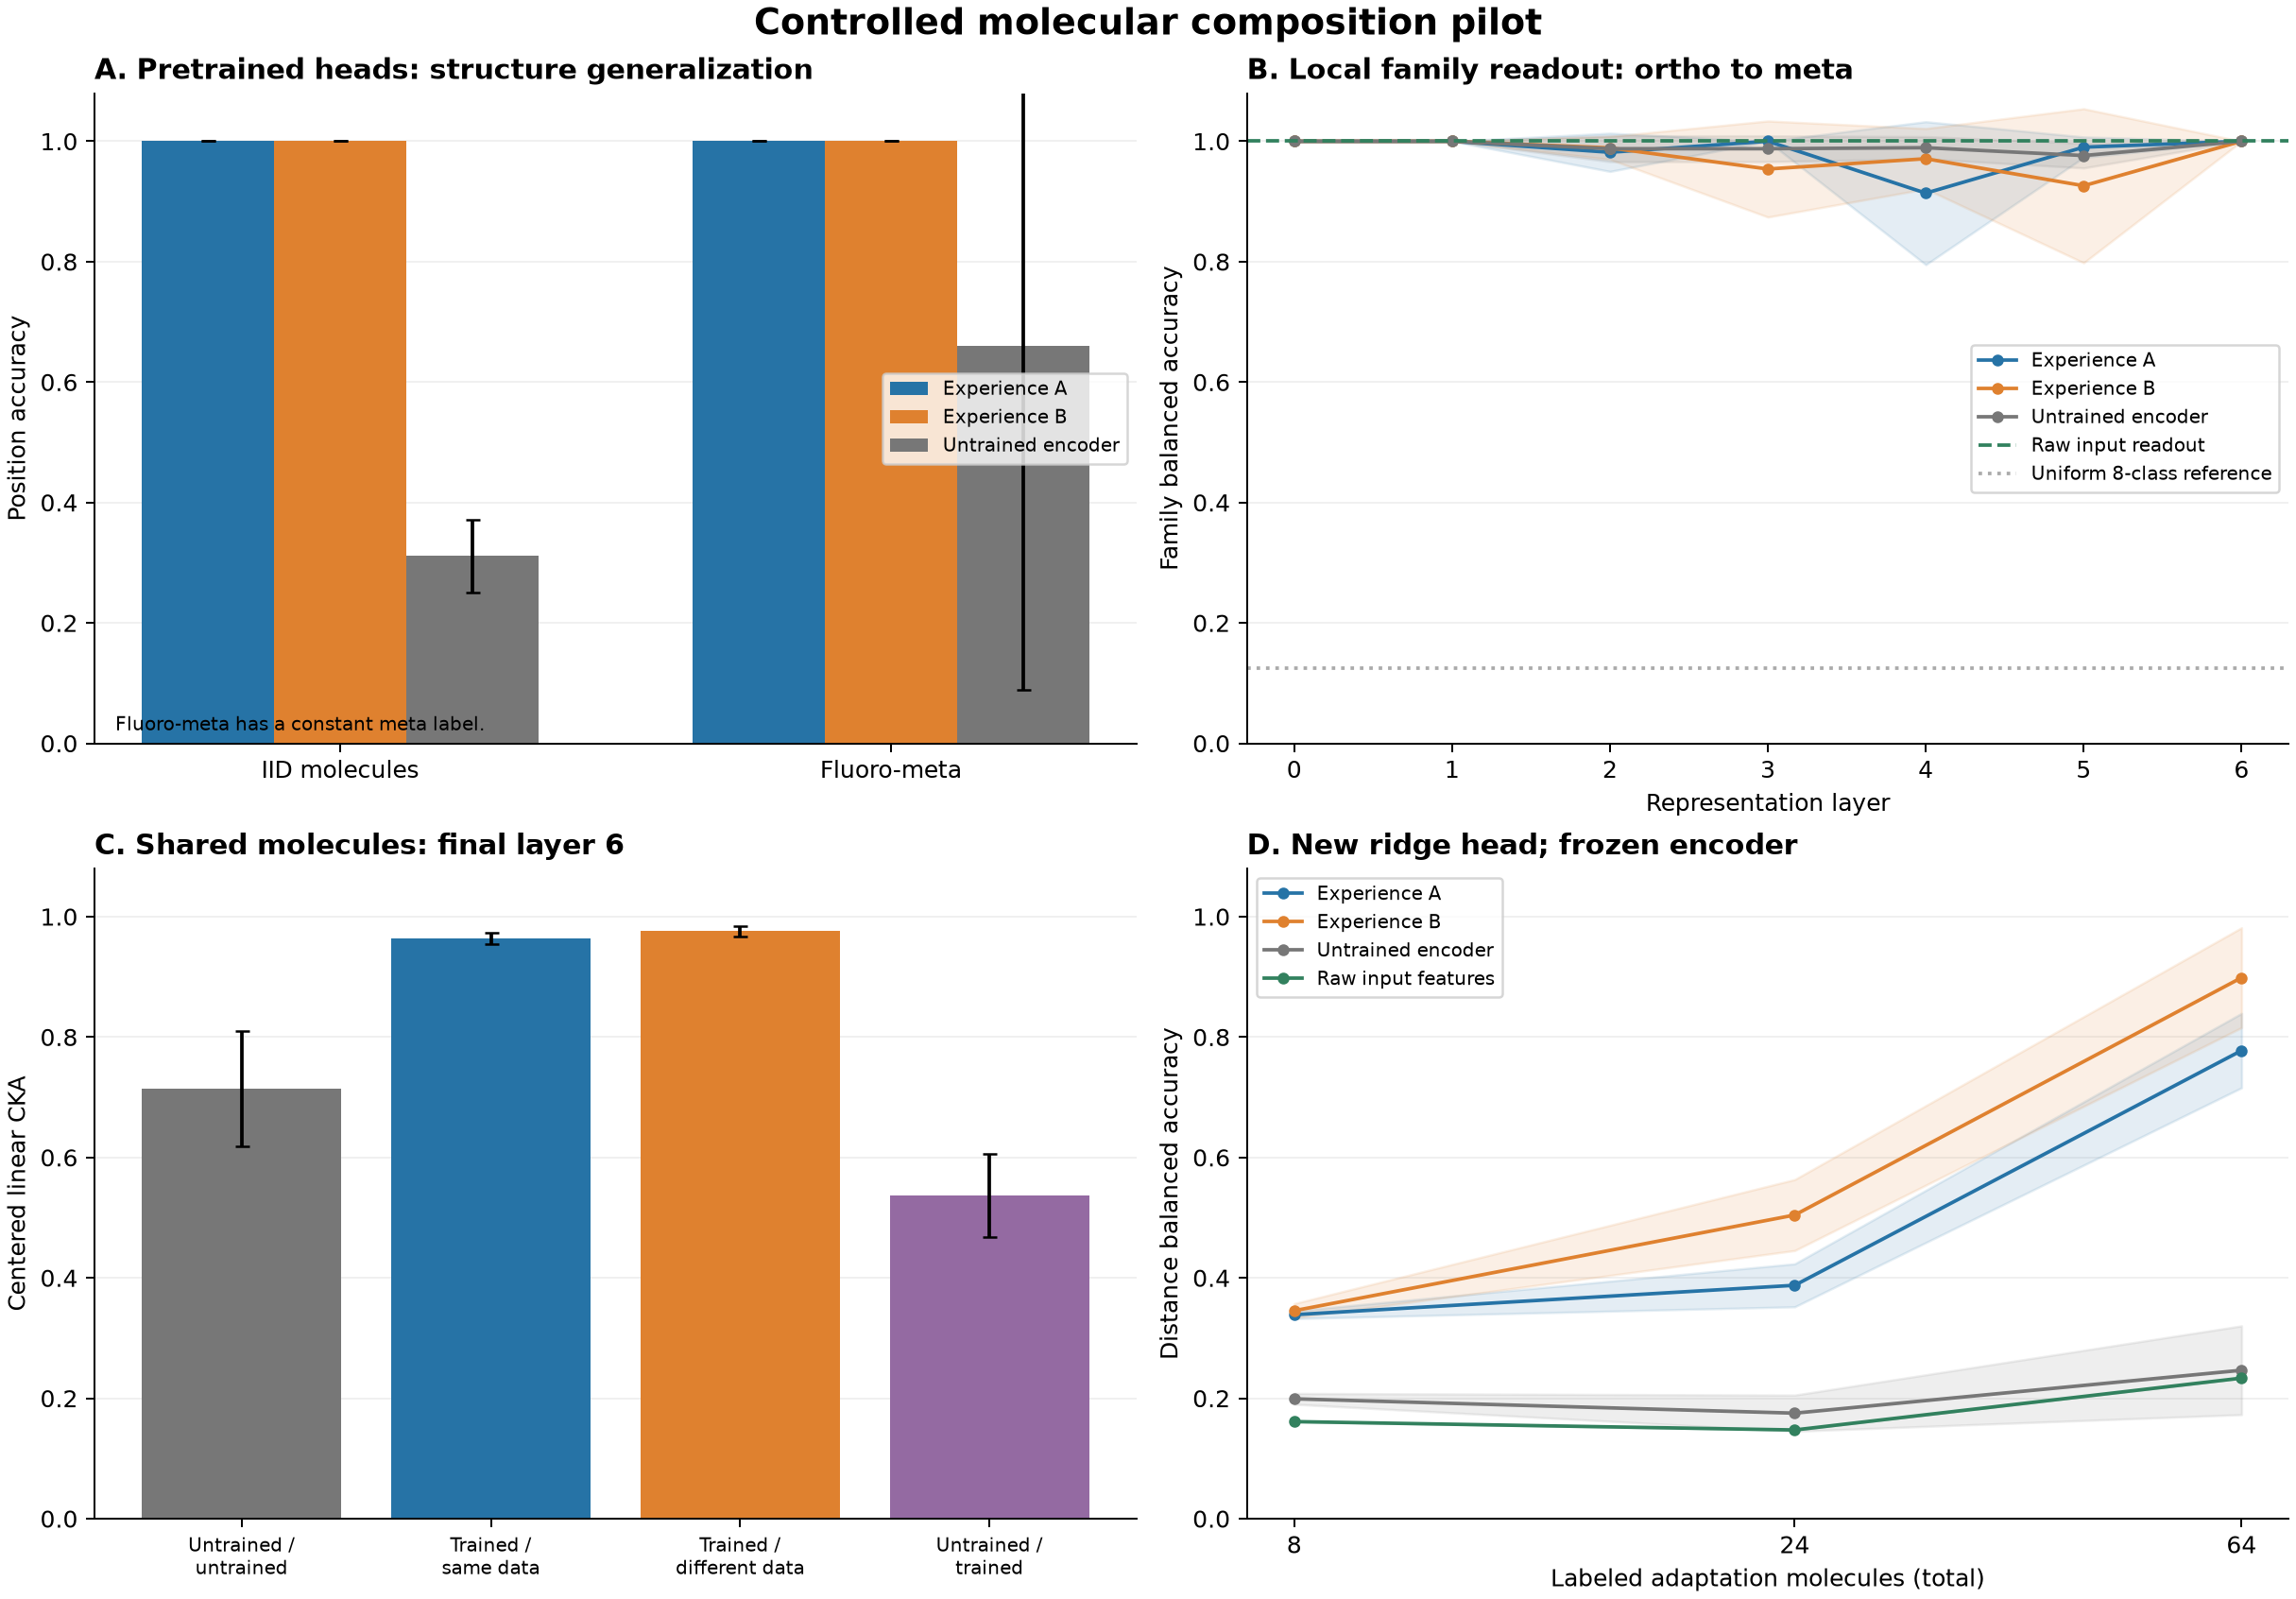 Controlled molecular composition pilot
A. Pretrained heads: structure generalization
Position accuracy
1.0
0.8
0.6
0.4
0.2
0.0
Experience A
Experience B
Untrained encoder
Fluoro-meta has a constant meta label.
IID molecules
Fluoro-meta
B. Local family readout: ortho to meta
Family balanced accuracy
1.0
0.8
0.6
0.4
0.2
0.0
Experience A
Experience B
Untrained encoder
Raw input readout
Uniform 8-class reference
0 1 2 3 4 5 6
Representation layer
C. Shared molecules: final layer 6
Centered linear CKA
1.0
0.8
0.6
0.4
0.2
0.0
Untrained /
untrained
Trained /
same data
Trained /
different data
Untrained /
trained
D. New ridge head; frozen encoder
Distance balanced accuracy
1.0
0.8
0.6
0.4
0.2
0.0
Experience A
Experience B
Untrained encoder
Raw input features
8 24 64
Labeled adaptation molecules (total)